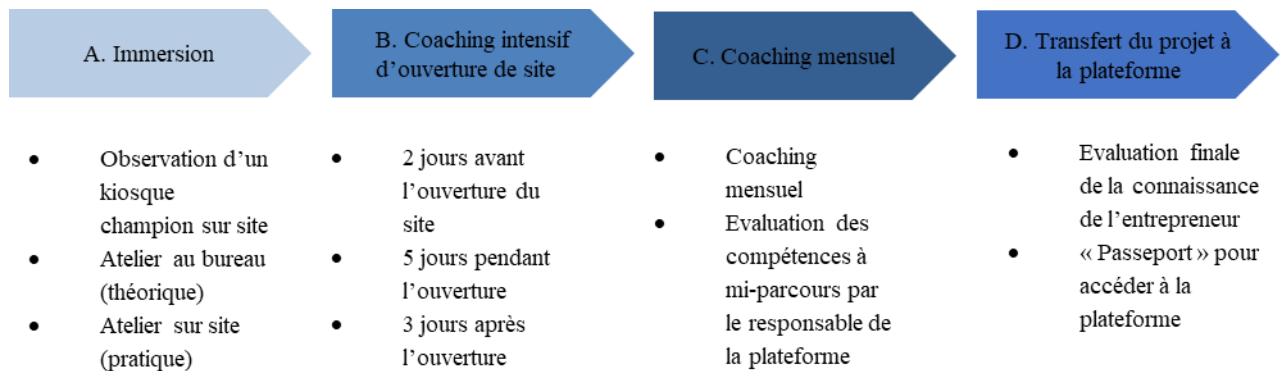 A. Immersion
B. Coaching intensif
d’ouverture de site
C. Coaching mensuel
D. Transfert du projet à
la plateforme
• Observation d’un
kiosque
champion sur site
• Atelier au bureau
(théorique)
• Atelier sur site
(pratique)
• 2 jours avant
l’ouverture du
site
• 5 jours pendant
l’ouverture
• 3 jours après
l’ouverture
• Coaching
mensuel
• Evaluation des
compétences à
mi-parcours par
le responsable de
la plateforme
• Evaluation finale
de la connaissance
de l’entrepreneur
• « Passeport » pour
accéder à la
plateforme